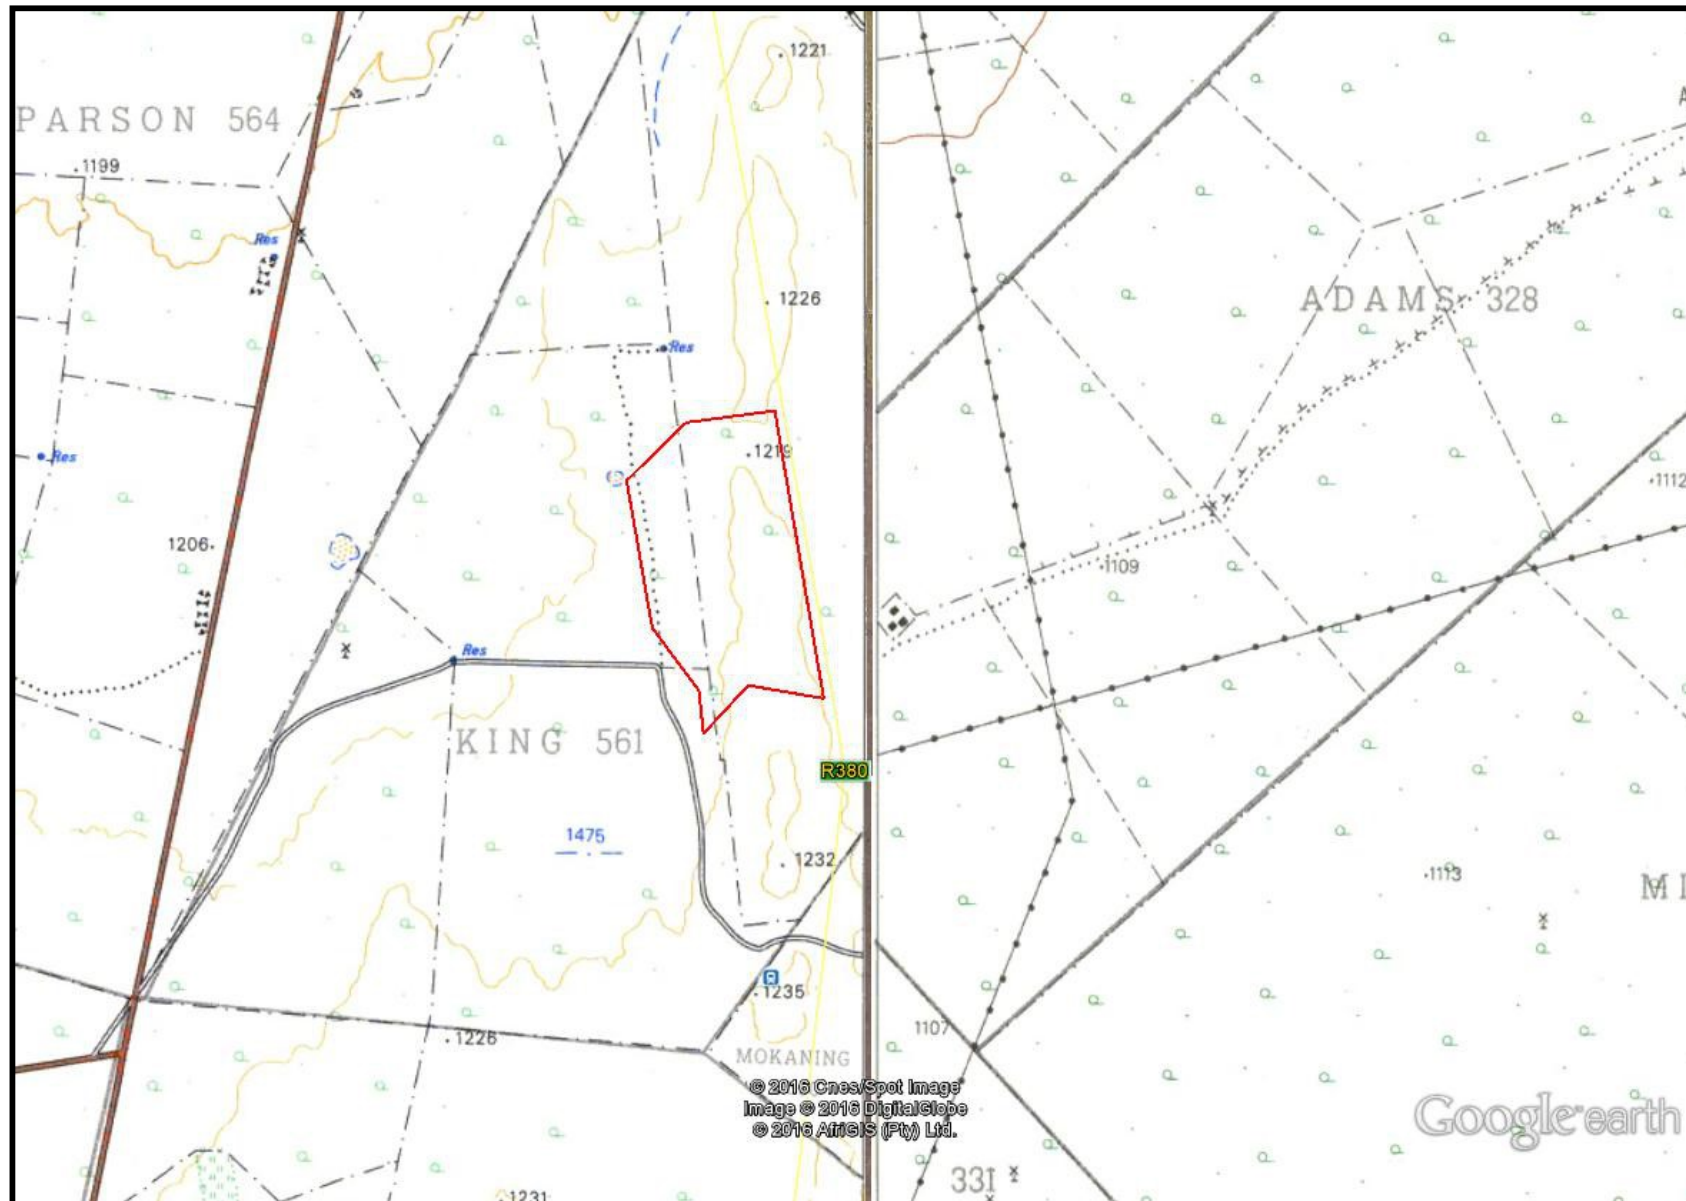 1221
PARSON 564
1199
Res
1226
ADAMS 328
Res
1219
Res
1112
1206
1109
Res
KING 561
R380
1475
1232
1113
MI
1235
1107
1226
MOKANING
© 2016 Cnes/Spot Image
Image © 2016 DigitalGlobe
© 2016 AfriGIS (Pty) Ltd.
Google earth
331
1231